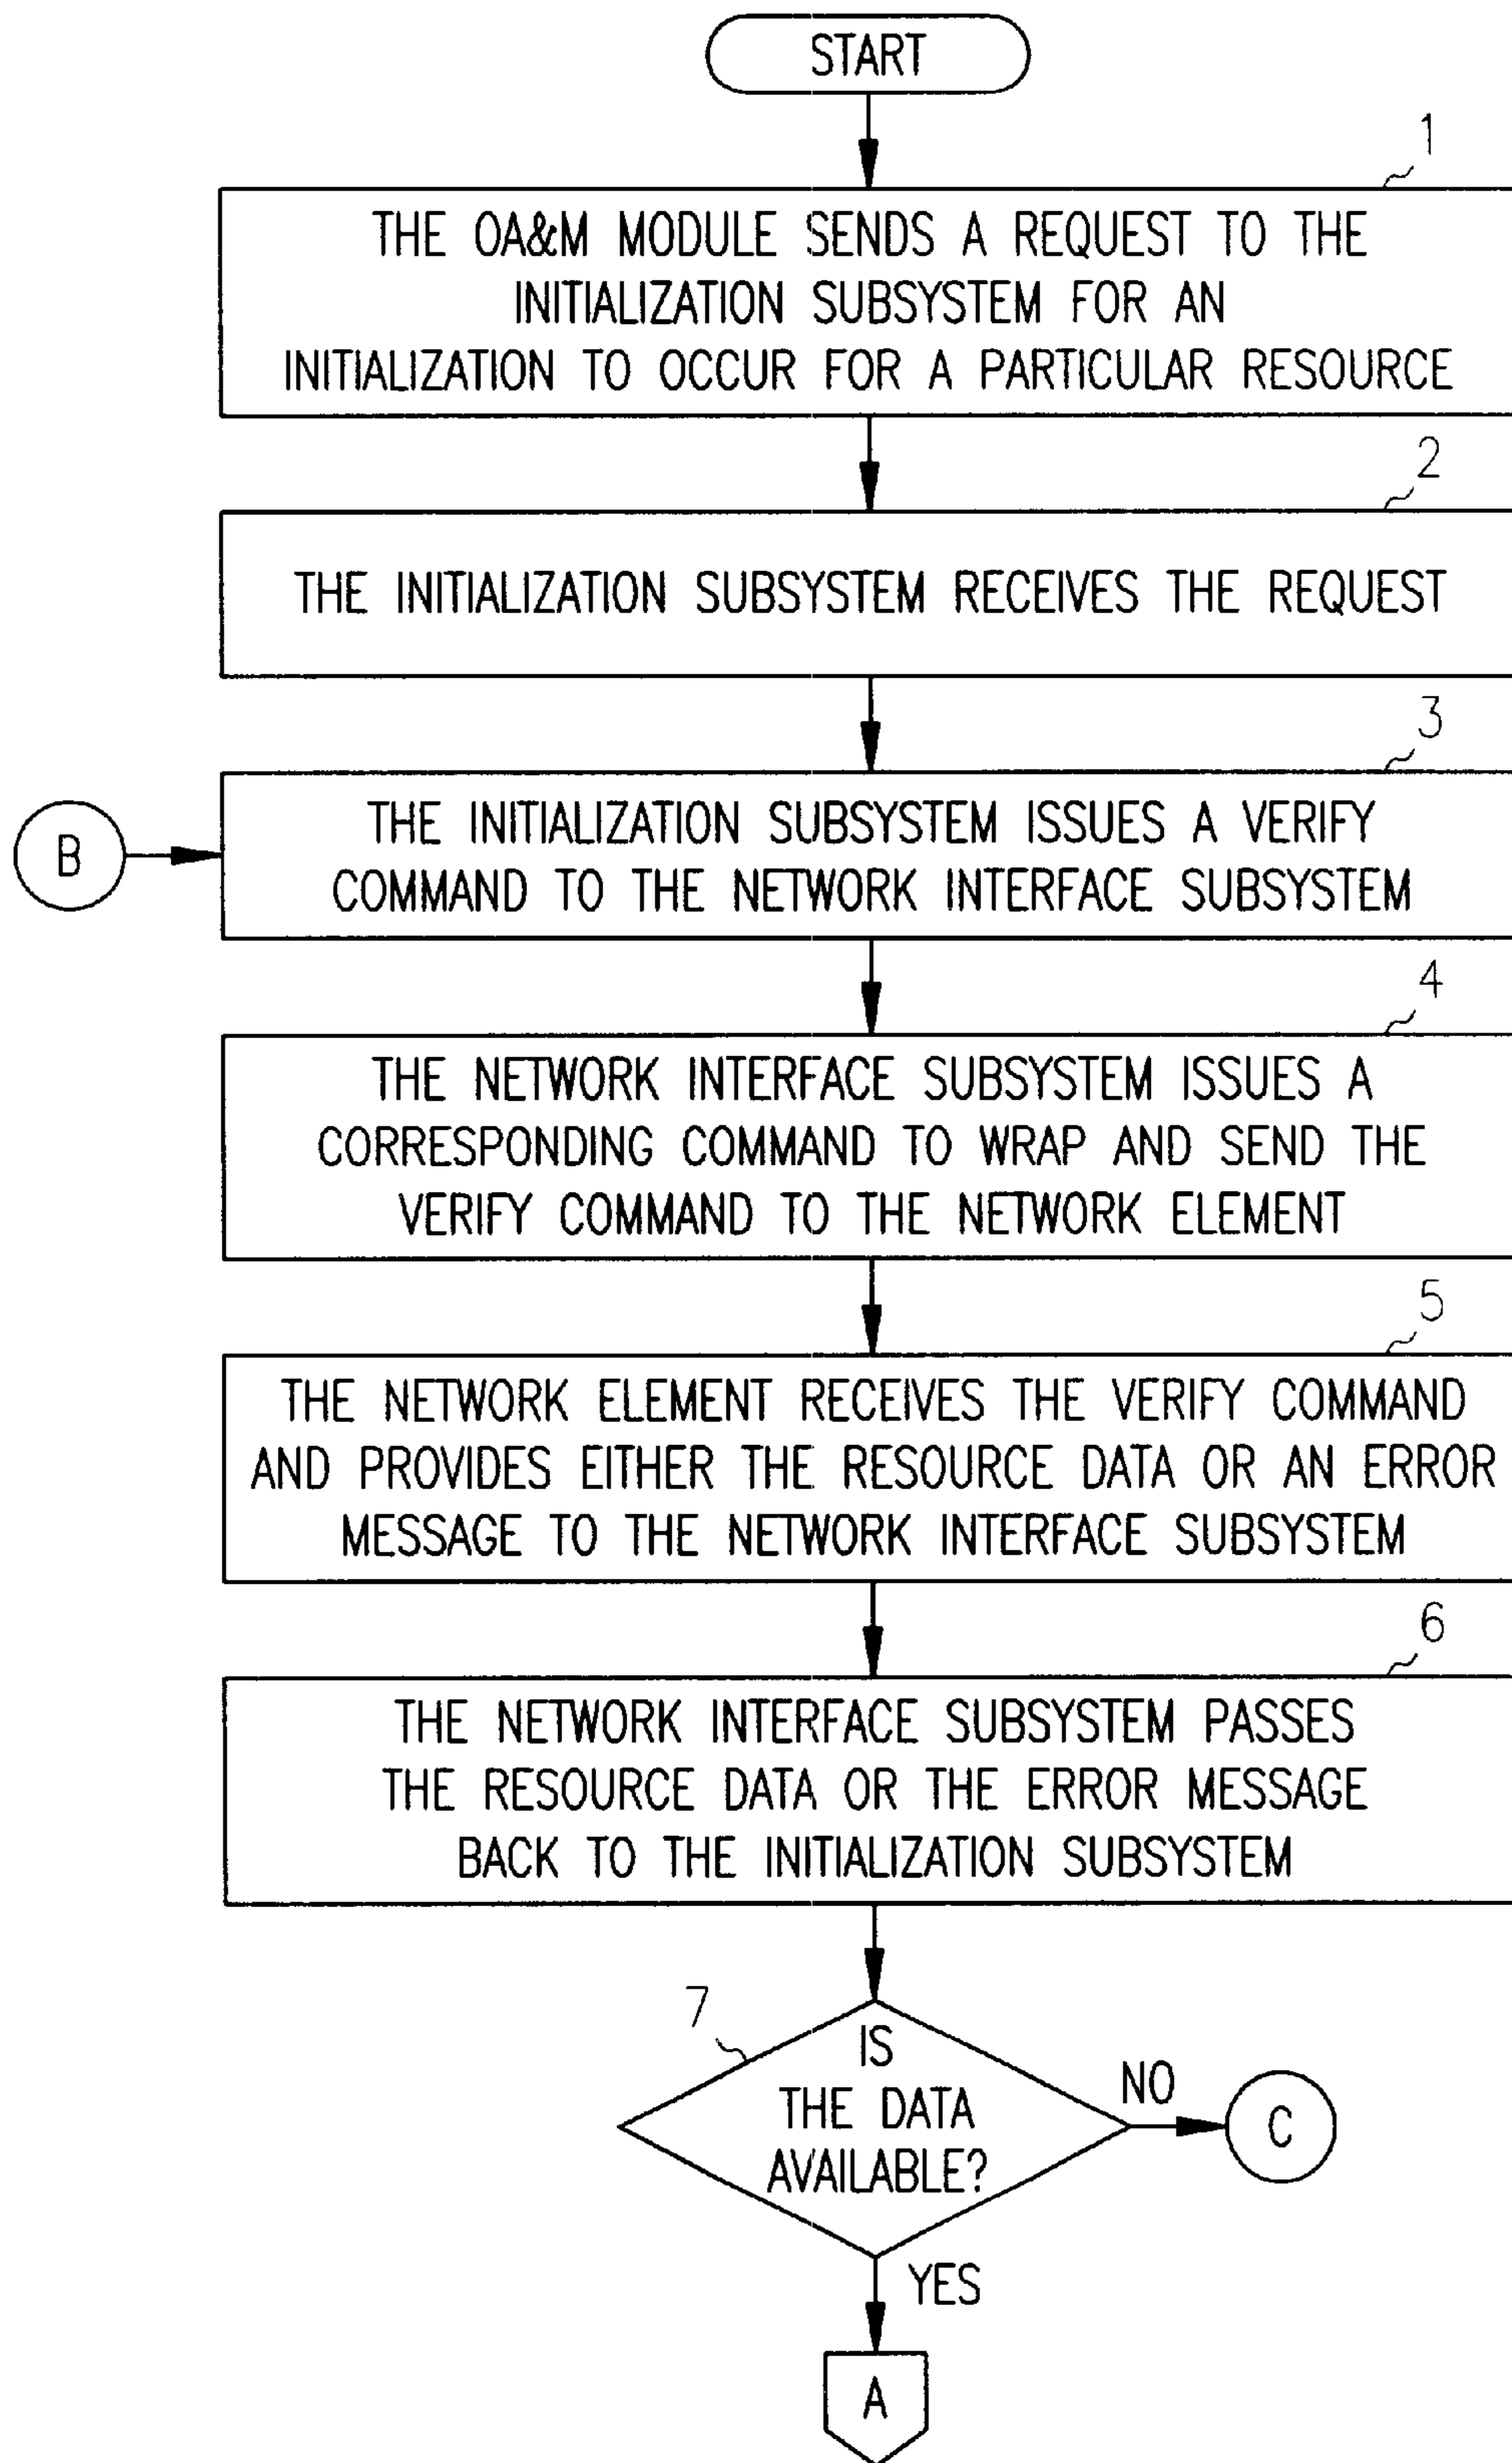 START
1
THE OA&M MODULE SENDS A REQUEST TO THE
INITIALIZATION SUBSYSTEM FOR AN
INITIALIZATION TO OCCUR FOR A PARTICULAR RESOURCE
2
THE INITIALIZATION SUBSYSTEM RECEIVES THE REQUEST
3
B
THE INITIALIZATION SUBSYSTEM ISSUES A VERIFY
COMMAND TO THE NETWORK INTERFACE SUBSYSTEM
4
THE NETWORK INTERFACE SUBSYSTEM ISSUES A
CORRESPONDING COMMAND TO WRAP AND SEND THE
VERIFY COMMAND TO THE NETWORK ELEMENT
5
THE NETWORK ELEMENT RECEIVES THE VERIFY COMMAND
AND PROVIDES EITHER THE RESOURCE DATA OR AN ERROR
MESSAGE TO THE NETWORK INTERFACE SUBSYSTEM
6
THE NETWORK INTERFACE SUBSYSTEM PASSES
THE RESOURCE DATA OR THE ERROR MESSAGE
BACK TO THE INITIALIZATION SUBSYSTEM
7
IS
THE DATA
AVAILABLE?
NO
C
YES
A